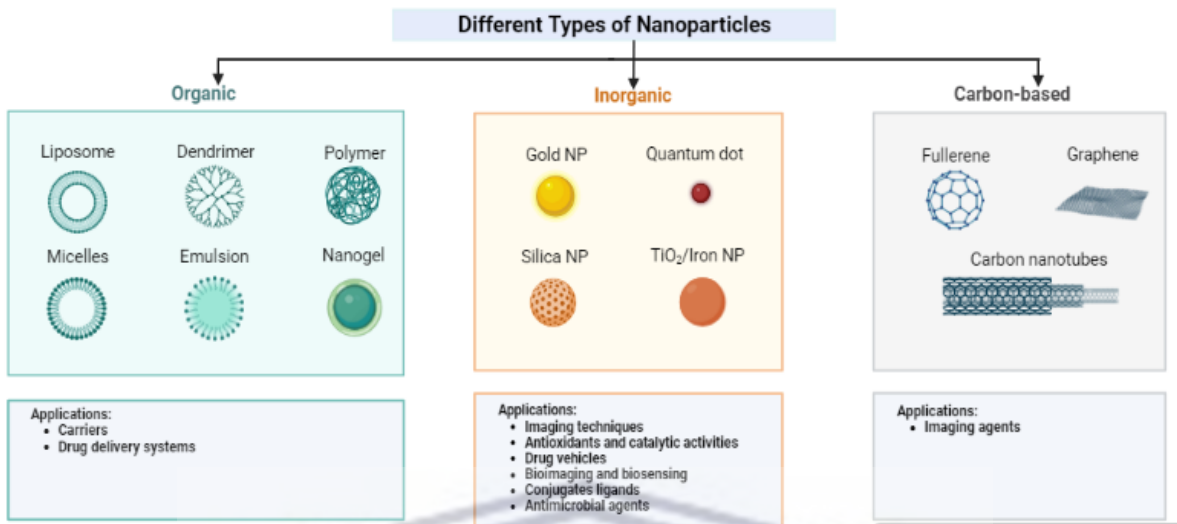 Different Types of Nanoparticles
Organic
Liposome Dendrimer Polymer
Micelles Emulsion Nanogel
Applications:
• Carriers
• Drug delivery systems
Inorganic
Gold NP Quantum dot
Silica NP TiO₂/Iron NP
Applications:
• Imaging techniques
• Antioxidants and catalytic activities
• Drug vehicles
• Bioimaging and biosensing
• Conjugates ligands
• Antimicrobial agents
Carbon-based
Fullerene Graphene
Carbon nanotubes
Applications:
• Imaging agents